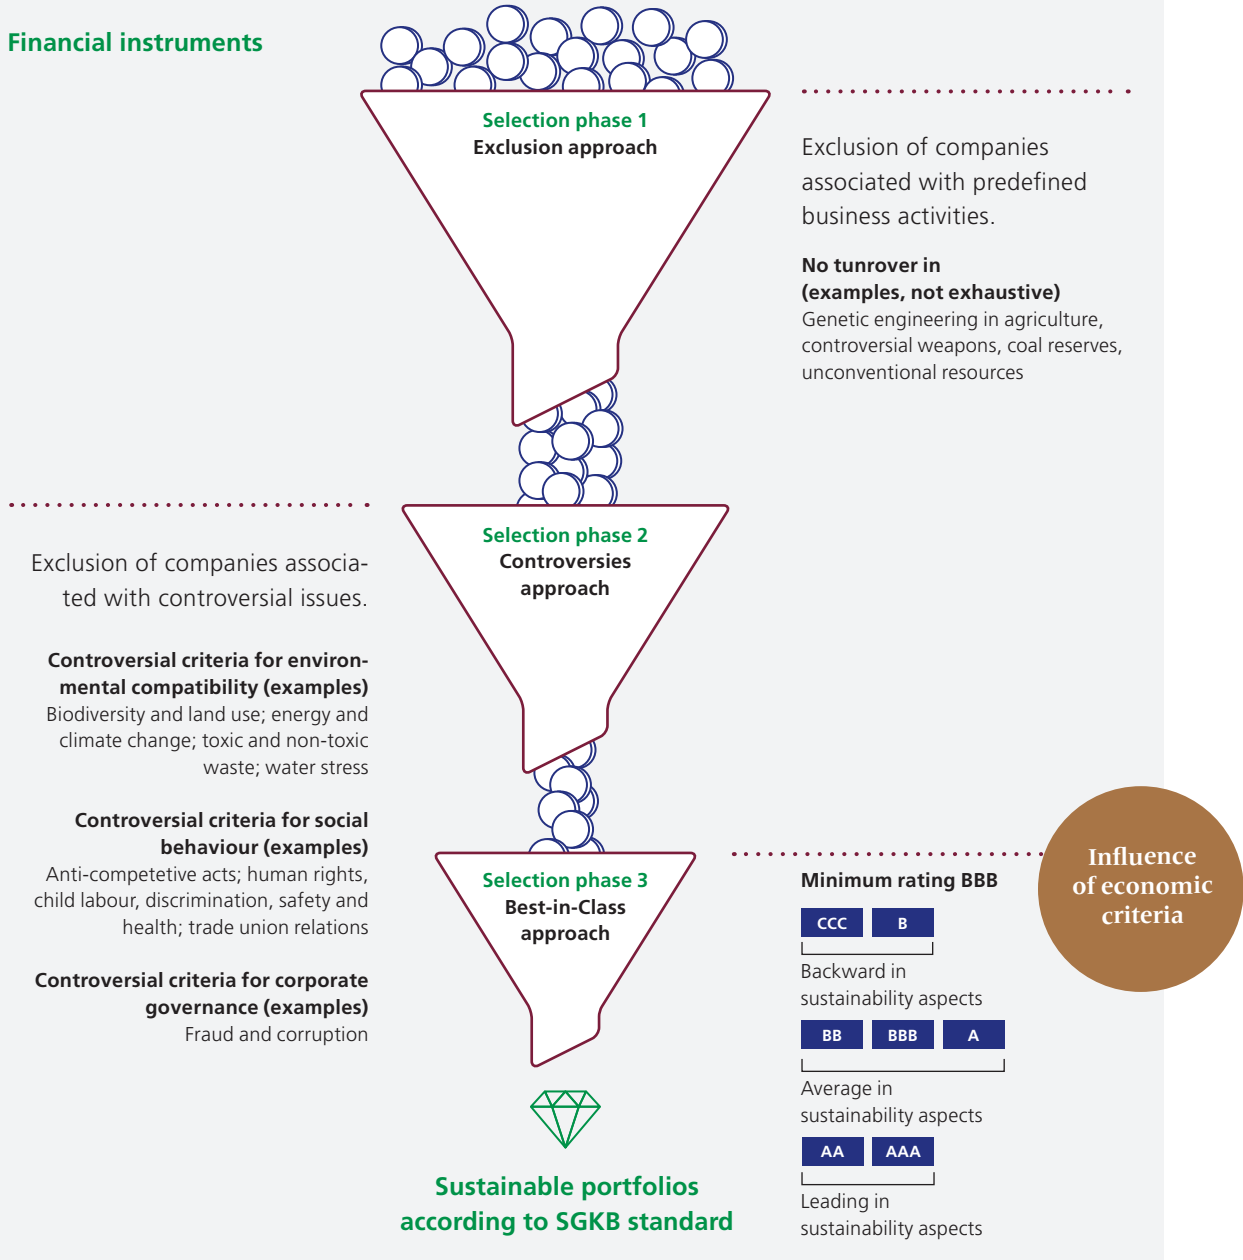 Financial instruments
Selection phase 1
Exclusion approach
Exclusion of companies
associated with predefined
business activities.
No tunrover in
(examples, not exhaustive)
Genetic engineering in agriculture,
controversial weapons, coal reserves,
unconventional resources
Selection phase 2
Controversies
approach
Exclusion of companies associa-
ted with controversial issues.
Controversial criteria for environ-
mental compatibility (examples)
Biodiversity and land use; energy and
climate change; toxic and non-toxic
waste; water stress
Controversial criteria for social
behaviour (examples)
Anti-competetive acts; human rights,
child labour, discrimination, safety and
health; trade union relations
Controversial criteria for corporate
governance (examples)
Fraud and corruption
Selection phase 3
Best-in-Class
approach
Minimum rating BBB
CCC B
Backward in
sustainability aspects
BB BBB A
Average in
sustainability aspects
AA AAA
Leading in
sustainability aspects
Influence
of economic
criteria
Sustainable portfolios
according to SGKB standard